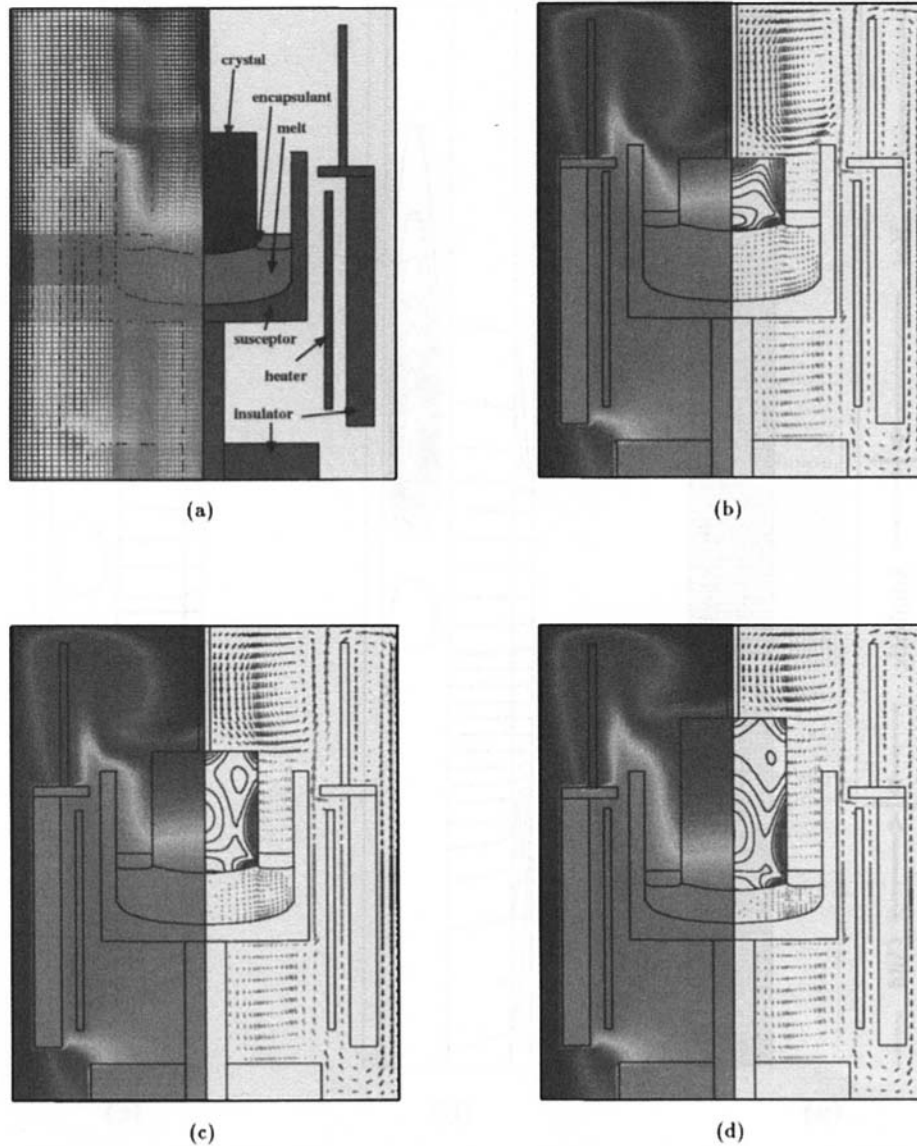 crystal
encapsulant
melt
susceptor
heater
insulator
(a)
(b)
(c)
(d)